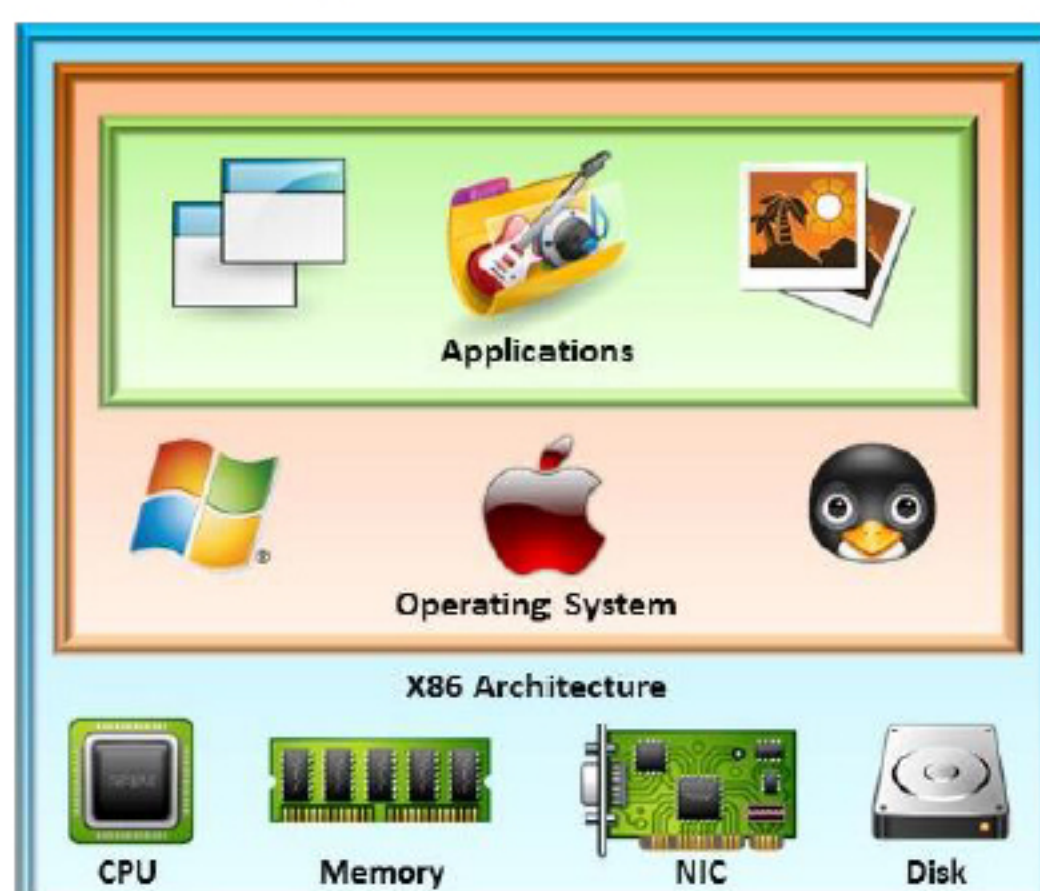 Applications
®
Operating System
X86 Architecture
CPU Memory NIC Disk